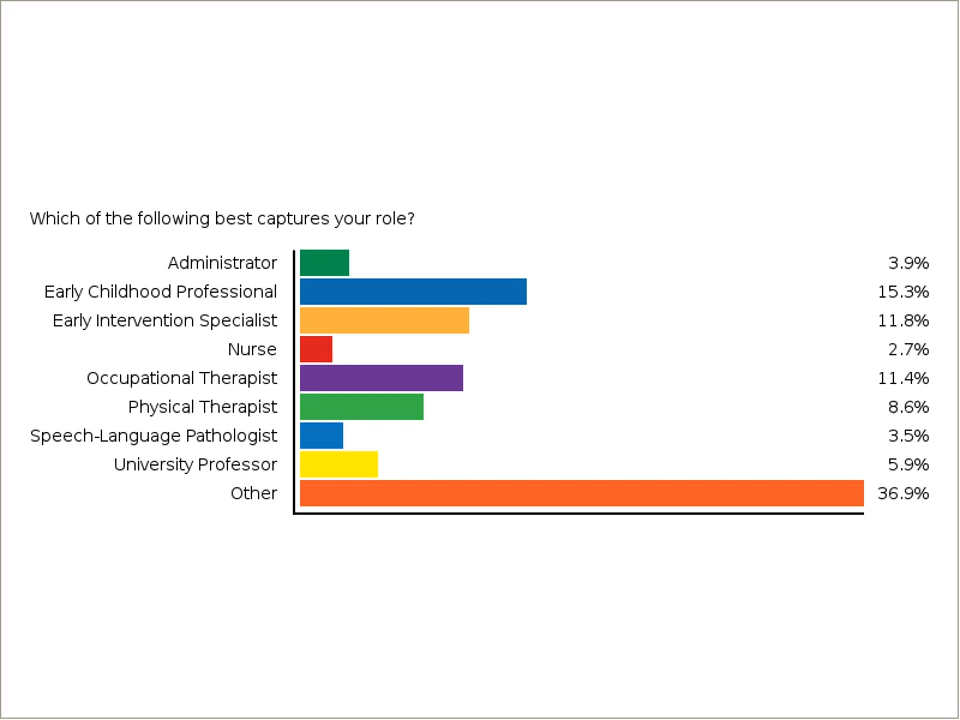 Which of the following best captures your role?
Administrator 3.9%
Early Childhood Professional 15.3%
Early Intervention Specialist 11.8%
Nurse 2.7%
Occupational Therapist 11.4%
Physical Therapist 8.6%
Speech-Language Pathologist 3.5%
University Professor 5.9%
Other 36.9%